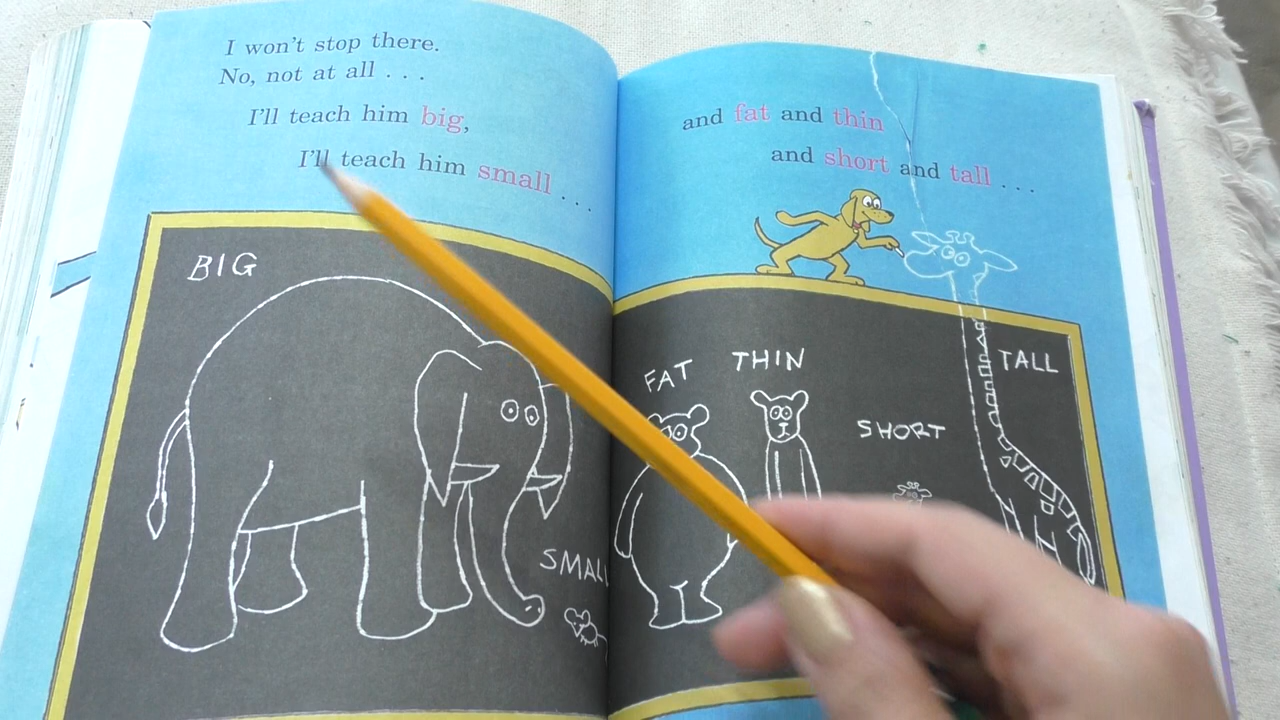 I won't stop there.
No, not at all . . .
I'll teach him big,
I'll teach him small . . .
BIG
SMALL
and fat and thin
and short and tall . . .
FAT
THIN
SHORT
TALL